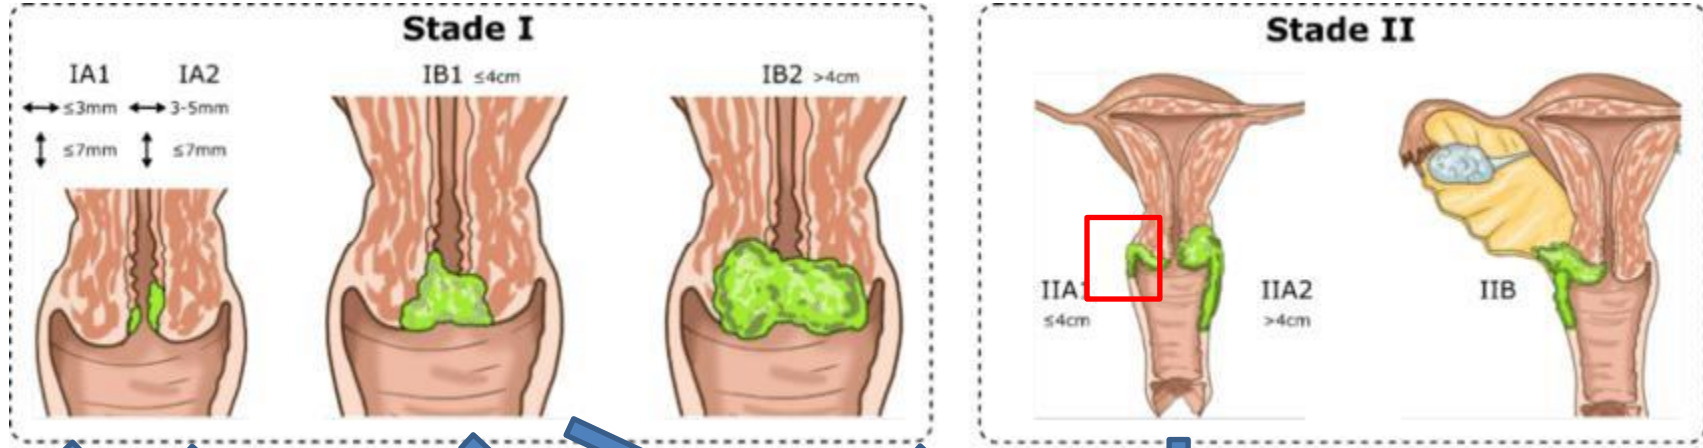 Stade I
IA1 IA2
≤3mm 3-5mm
≤7mm ≤7mm
IB1 ≤4cm
IB2 >4cm
Stade II
IIA1
≤4cm
IIA2
>4cm
IIB